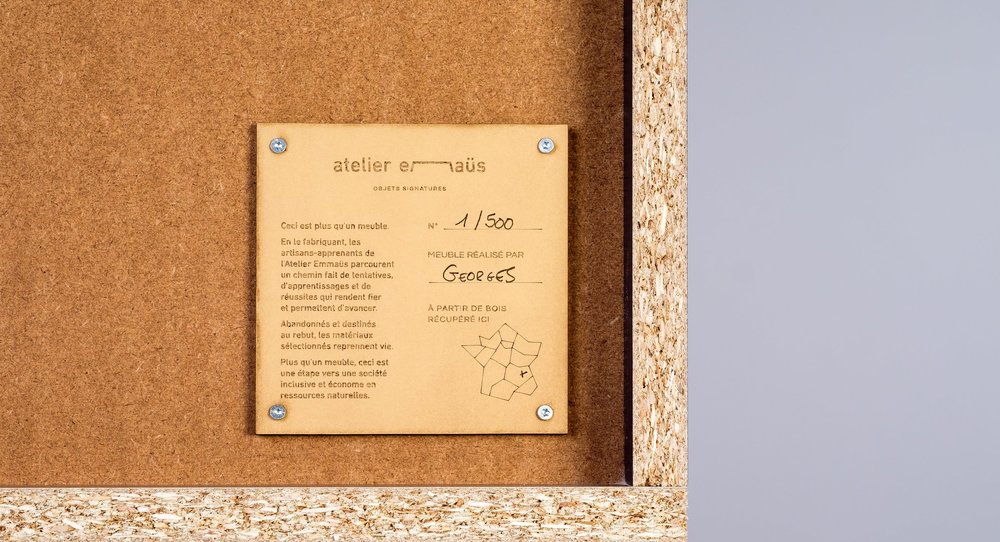 atelier emmaüs
OBJETS SIGNATURES
Ceci est plus qu'un meuble.
En le fabriquant, les
artisans-apprenants de
l'Atelier Emmaüs parcourent
un chemin fait de tentatives,
d'apprentissages et de
réussites qui rendent fier
et permettent d'avancer.
Abandonnés et destinés
au rebut, les matériaux
sélectionnés reprennent vie.
Plus qu'un meuble, ceci est
une étape vers une société
inclusive et économe en
ressources naturelles.
N° 1/500
MEUBLE RÉALISÉ PAR
GEORGES
À PARTIR DE BOIS
RÉCUPÉRÉ ICI